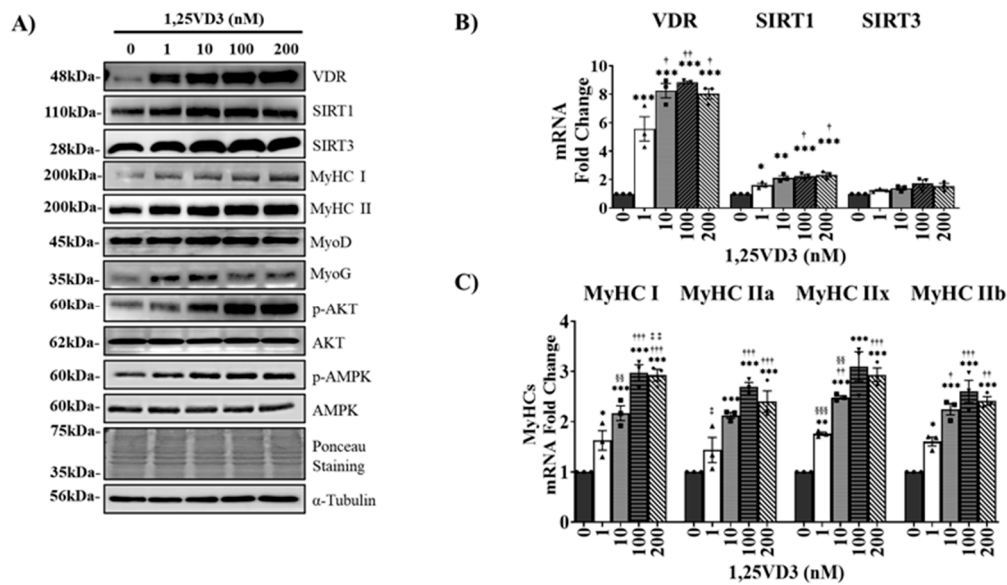 A)
1,25VD3 (nM)
0 1 10 100 200
48kDa- VDR
110kDa- SIRT1
28kDa- SIRT3
200kDa- MyHC I
200kDa- MyHC II
45kDa- MyoD
35kDa- MyoG
60kDa- p-AKT
62kDa- AKT
60kDa- p-AMPK
60kDa- AMPK
75kDa-
Ponceau
Staining
35kDa-
56kDa- α-Tubulin
B)
VDR SIRT1 SIRT3
mRNA
Fold Change
10
8
6
4
2
0
*** † *** †† *** † *** * ** † *** † ***
0 1 10 100 200 0 1 10 100 200 0 1 10 100 200
1,25VD3 (nM)
C)
MyHC I MyHC IIa MyHC IIx MyHC IIb
MyHCs
mRNA Fold Change
4
3
2
1
0
* §§ *** ††† *** ‡‡ ††† *** ‡ *** ††† *** ††† *** §§§ ** §§ †† *** *** ††† *** * † *** ††† *** †† ***
0 1 10 100 200 0 1 10 100 200 0 1 10 100 200 0 1 10 100 200
1,25VD3 (nM)